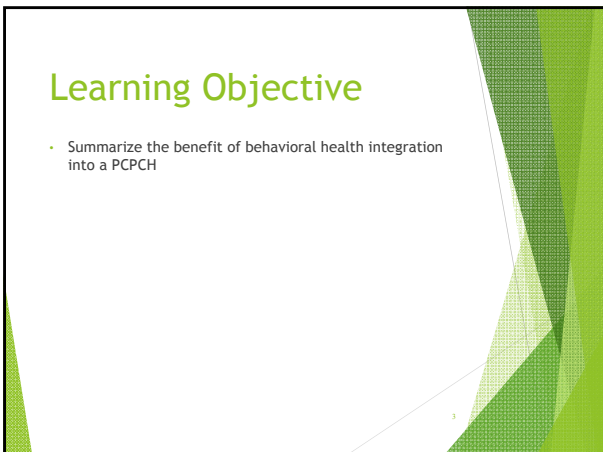 Learning Objective
• Summarize the benefit of behavioral health integration
into a PCPCH
3